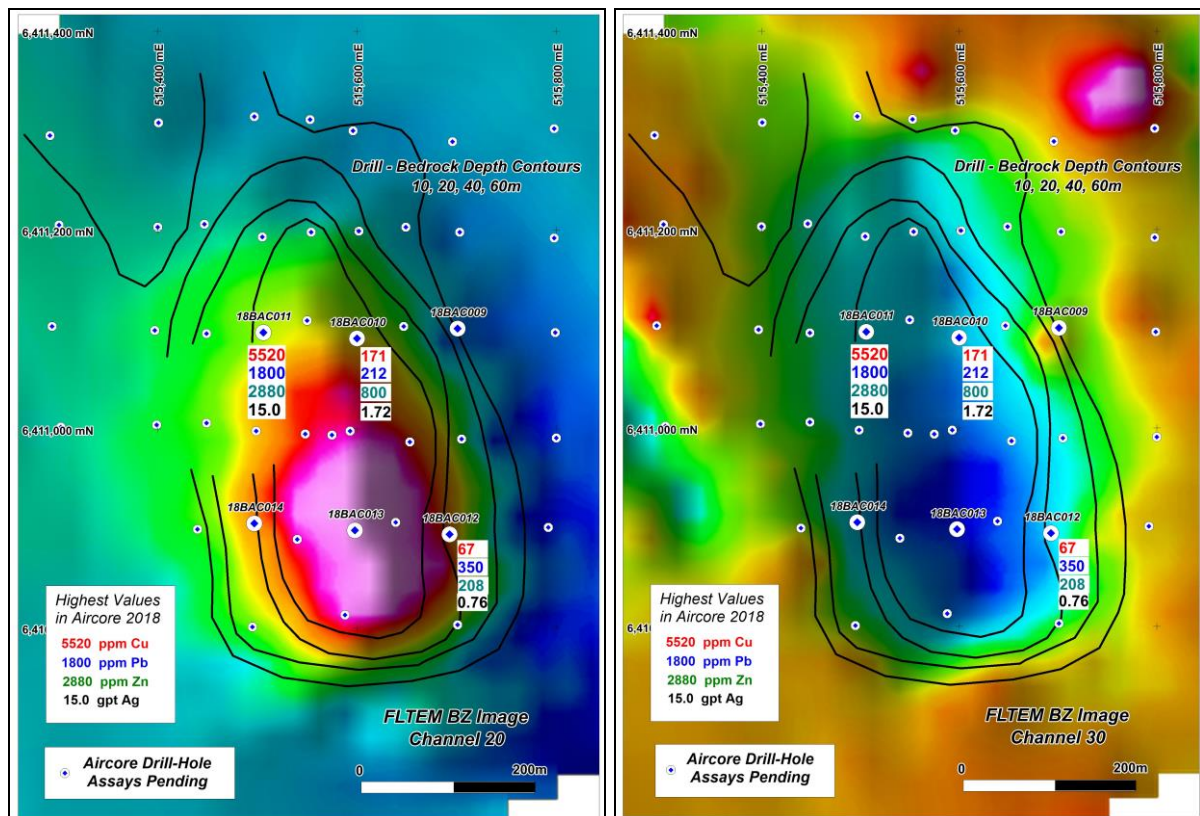 6,411,400 mN
515,400 mE
515,600 mE
515,800 mE
Drill - Bedrock Depth Contours
10, 20, 40, 60m
6,411,200 mN
18BAC011
18BAC010
18BAC009
5520
1800
2880
15.0
171
212
800
1.72
6,411,000 mN
18BAC014
18BAC013
18BAC012
67
350
208
0.76
Highest Values
in Aircore 2018
5520 ppm Cu
1800 ppm Pb
2880 ppm Zn
15.0 gpt Ag
6,410
FLTEM BZ Image
Channel 20
Aircore Drill-Hole
Assays Pending
0
200m
6,411,400 mN
515,400 mE
515,600 mE
515,800 mE
Drill - Bedrock Depth Contours
10, 20, 40, 60m
6,411,200 mN
18BAC011
18BAC010
18BAC009
5520
1800
2880
15.0
171
212
800
1.72
6,411,000 mN
18BAC014
18BAC013
18BAC012
67
350
208
0.76
Highest Values
in Aircore 2018
5520 ppm Cu
1800 ppm Pb
2880 ppm Zn
15.0 gpt Ag
6,410
FLTEM BZ Image
Channel 30
Aircore Drill-Hole
Assays Pending
0
200m